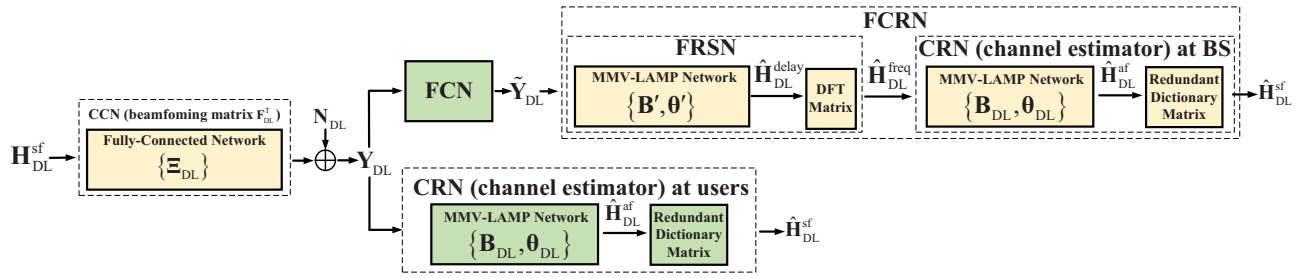 FCRN
FRSN
CRN (channel estimator) at BS
MMV-LAMP Network
{B′, θ′}
Ĥ_DL^delay
DFT
Matrix
Ĥ_DL^freq
MMV-LAMP Network
{B_DL, θ_DL}
Ĥ_DL^af
Redundant
Dictionary
Matrix
Ĥ_DL^sf
FCN
Ỹ_DL
CCN (beamfoming matrix F_DL^T)
Fully-Connected Network
{Ξ_DL}
H_DL^sf
N_DL
Y_DL
CRN (channel estimator) at users
MMV-LAMP Network
{B_DL, θ_DL}
Ĥ_DL^af
Redundant
Dictionary
Matrix
Ĥ_DL^sf